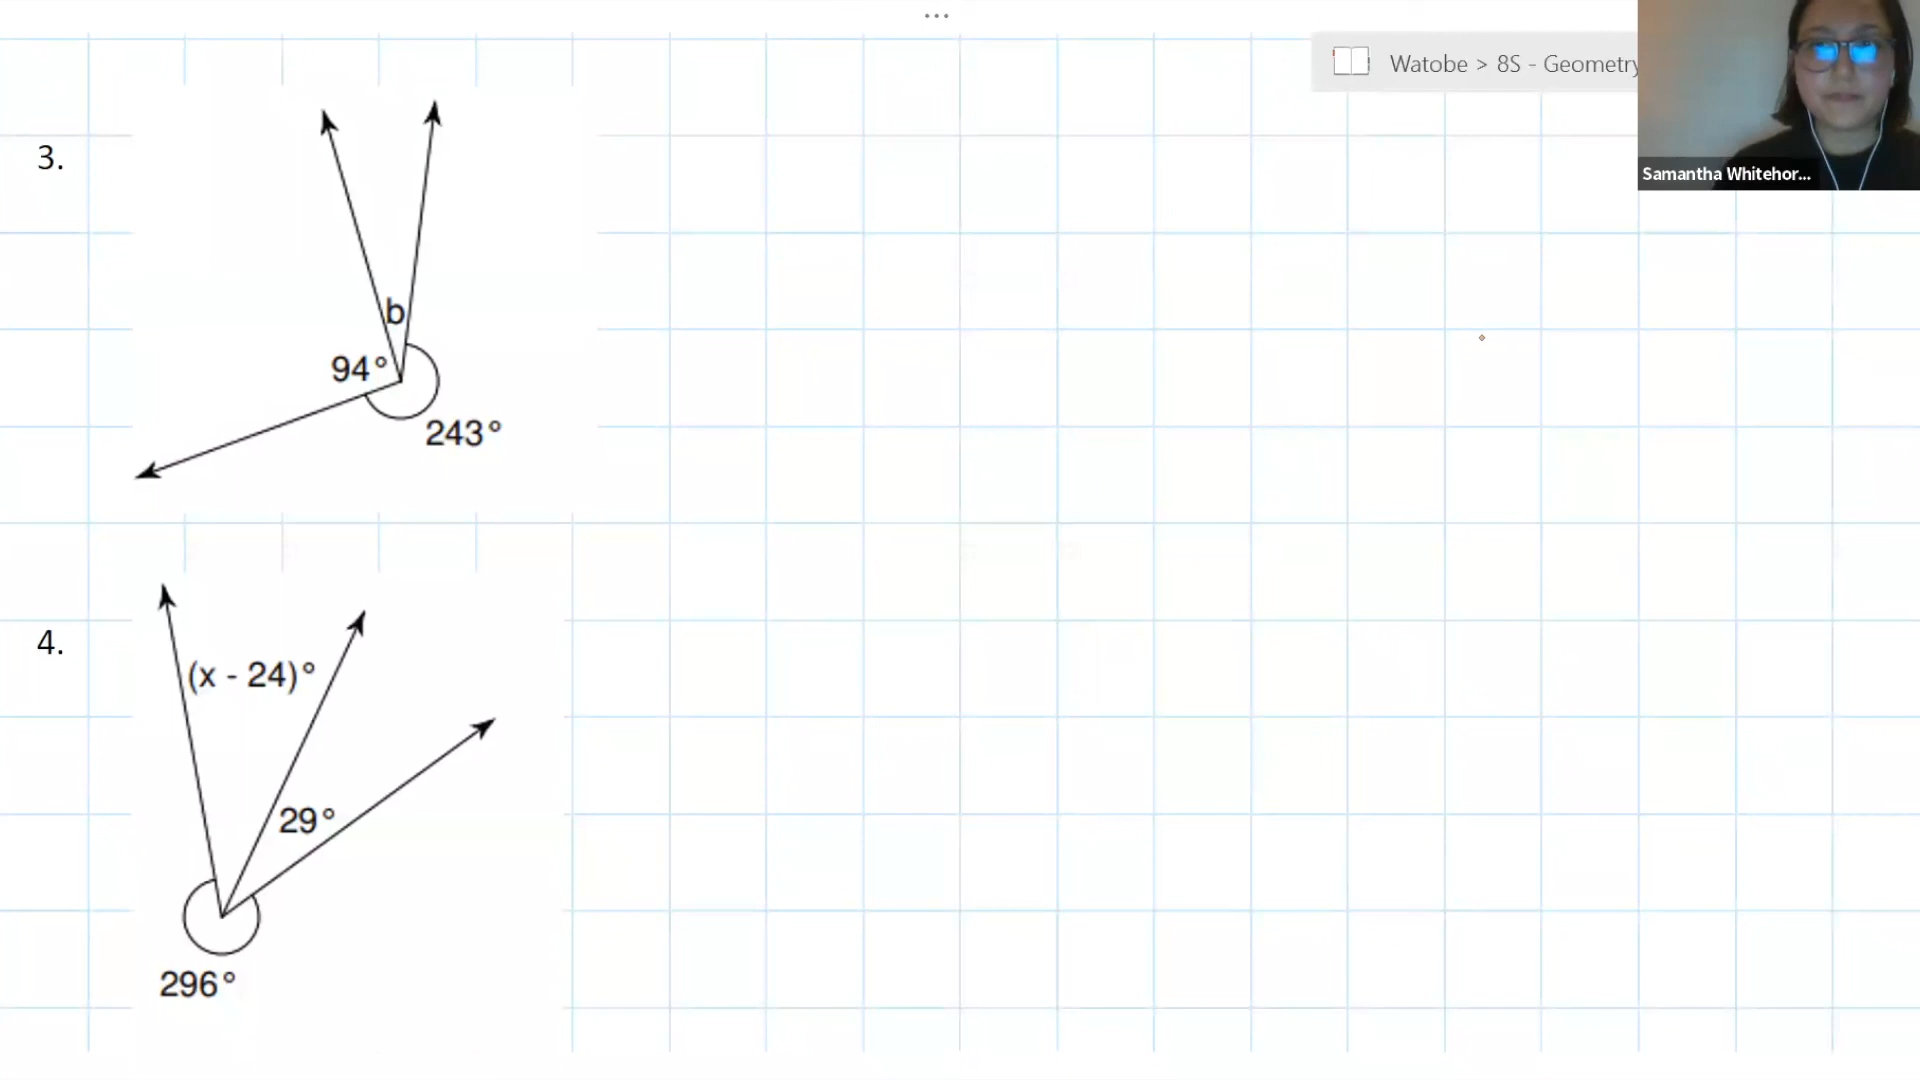 ...
Watobe > 8S - Geometry
Samantha Whitehor...
3.
b
94°
243°
4.
(x - 24)°
29°
296°